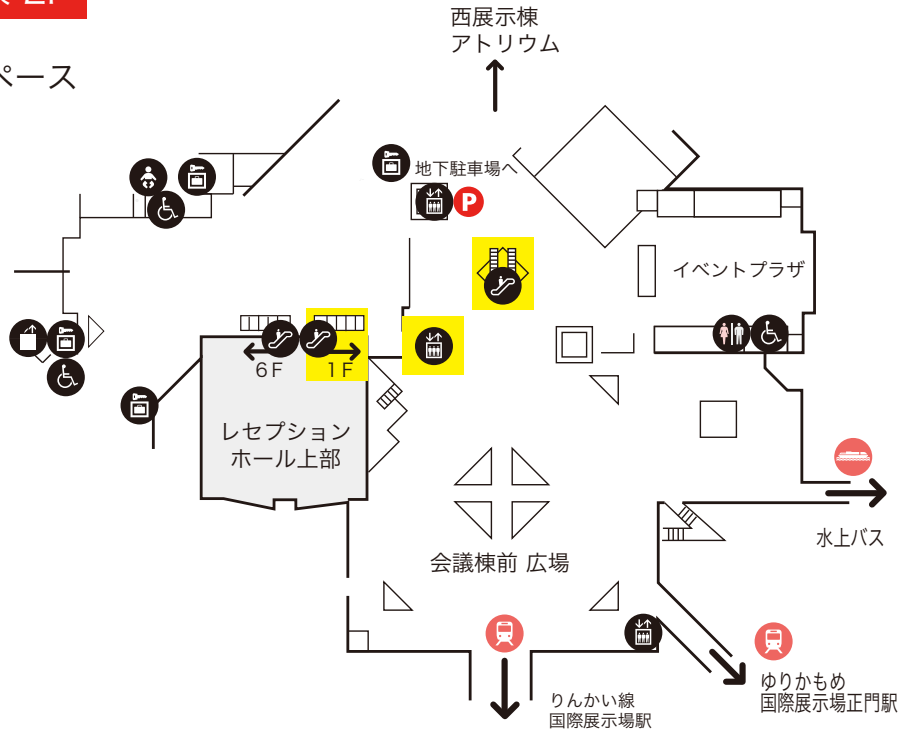 2F
ペース
西展示棟
アトリウム
地下駐車場へ
P
イベントプラザ
6F
1F
レセプション
ホール上部
水上バス
会議棟前 広場
りんかい線
国際展示場駅
ゆりかもめ
国際展示場正門駅